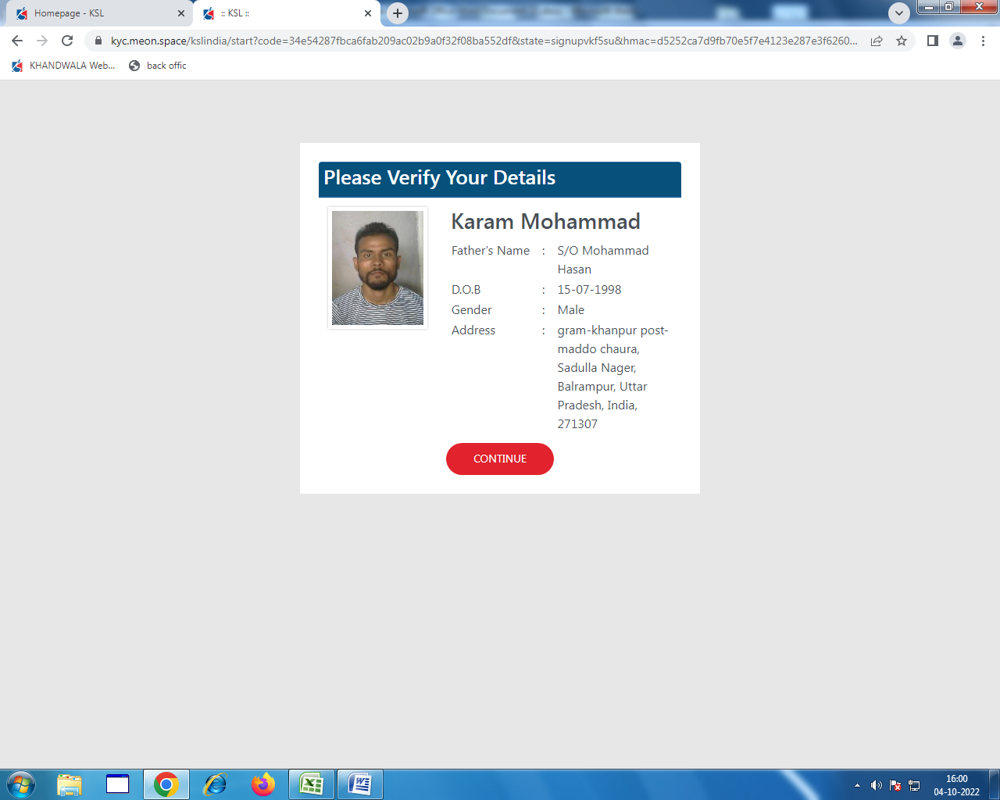 Homepage - KSL
:: KSL ::
kyc.meon.space/kslindia/start?code=34e54287fbca6fab209ac02b9a0f32f08ba552df&state=signupvkf5su&hmac=d5252ca7d9fb70e5f7e4123e287e3f6260...
KHANDWALA Web...
back offic
Please Verify Your Details
Karam Mohammad
Father's Name : S/O Mohammad
Hasan
D.O.B : 15-07-1998
Gender : Male
Address : gram-khanpur post-
maddo chaura,
Sadulla Nager,
Balrampur, Uttar
Pradesh, India,
271307
CONTINUE
16:00
04-10-2022